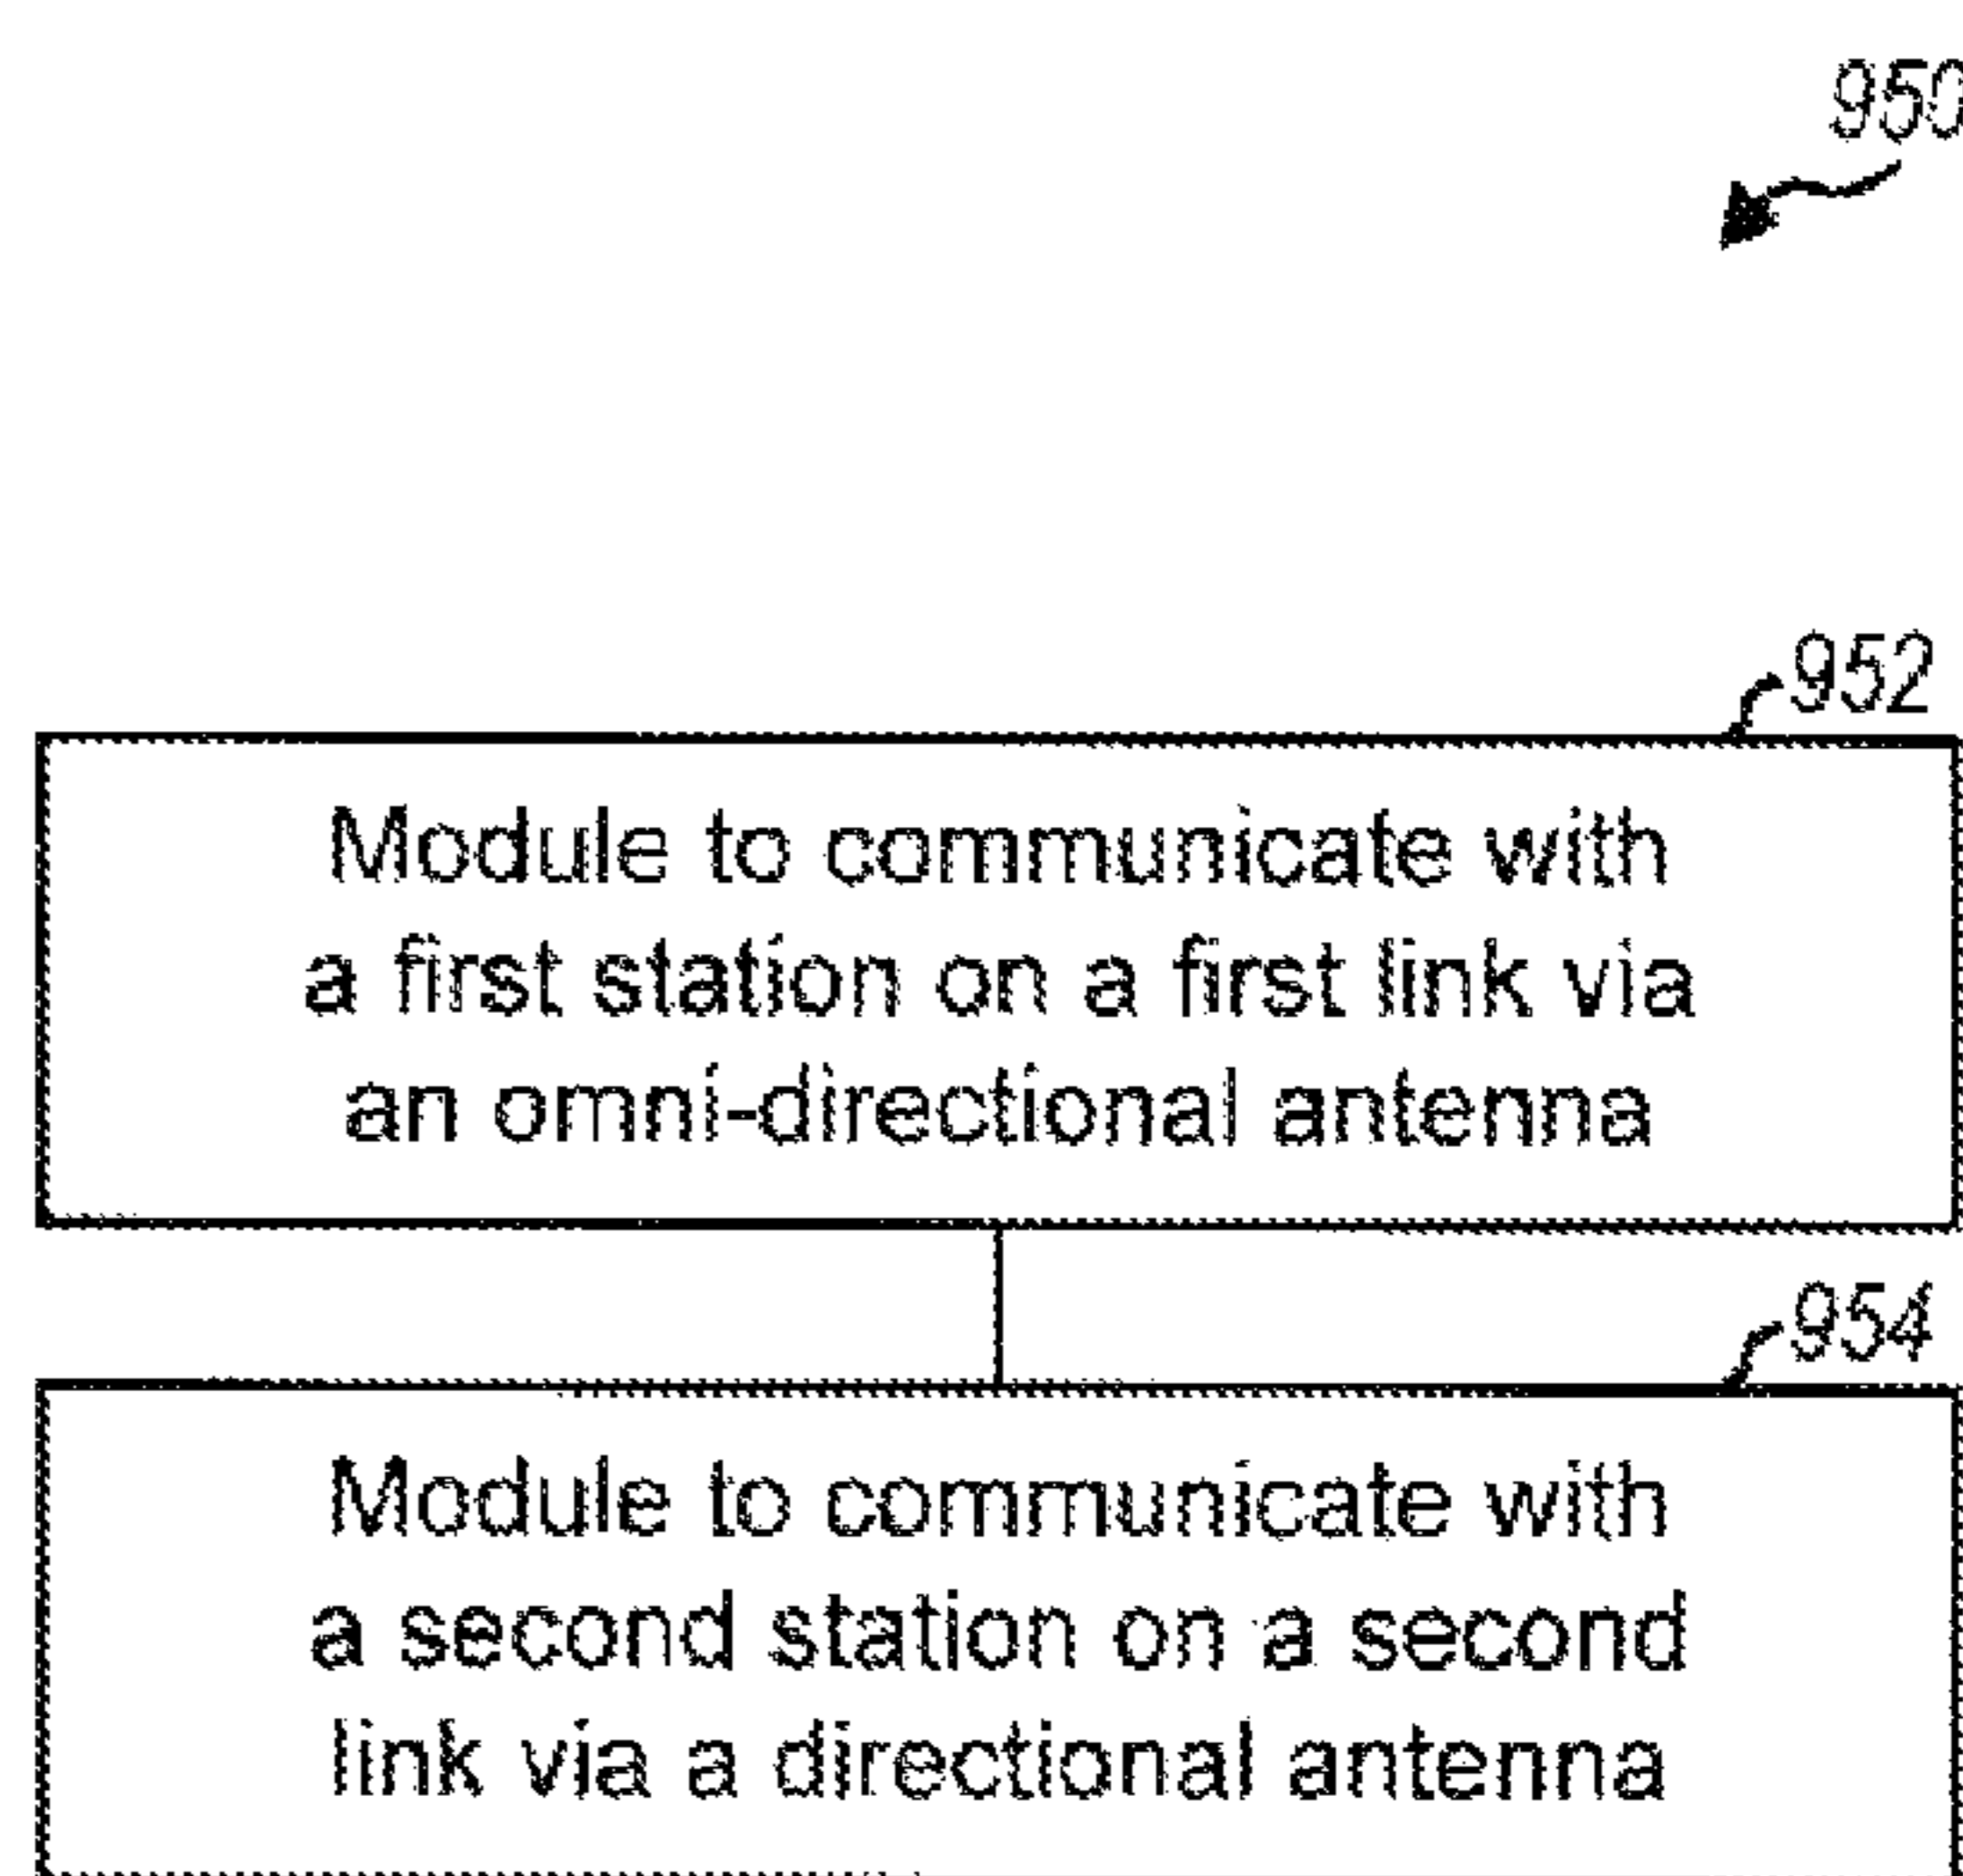 950
952
Module to communicate with
a first station on a first link via
an omni-directional antenna
954
Module to communicate with
a second station on a second
link via a directional antenna